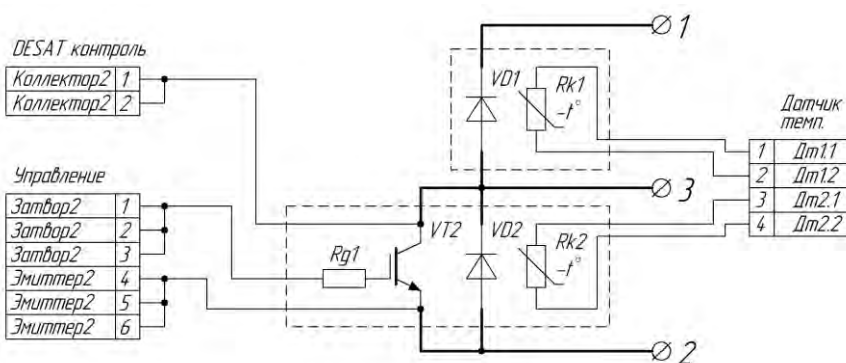 DESAT контроль
Коллектор2 1
Коллектор2 2
Управление
Затвор2 1
Затвор2 2
Затвор2 3
Эмиттер2 4
Эмиттер2 5
Эмиттер2 6
Rg1
VT2
VD1
Rk1
-t°
VD2
Rk2
-t°
1
3
2
Датчик
темп.
1 Дт1.1
2 Дт1.2
3 Дт2.1
4 Дт2.2